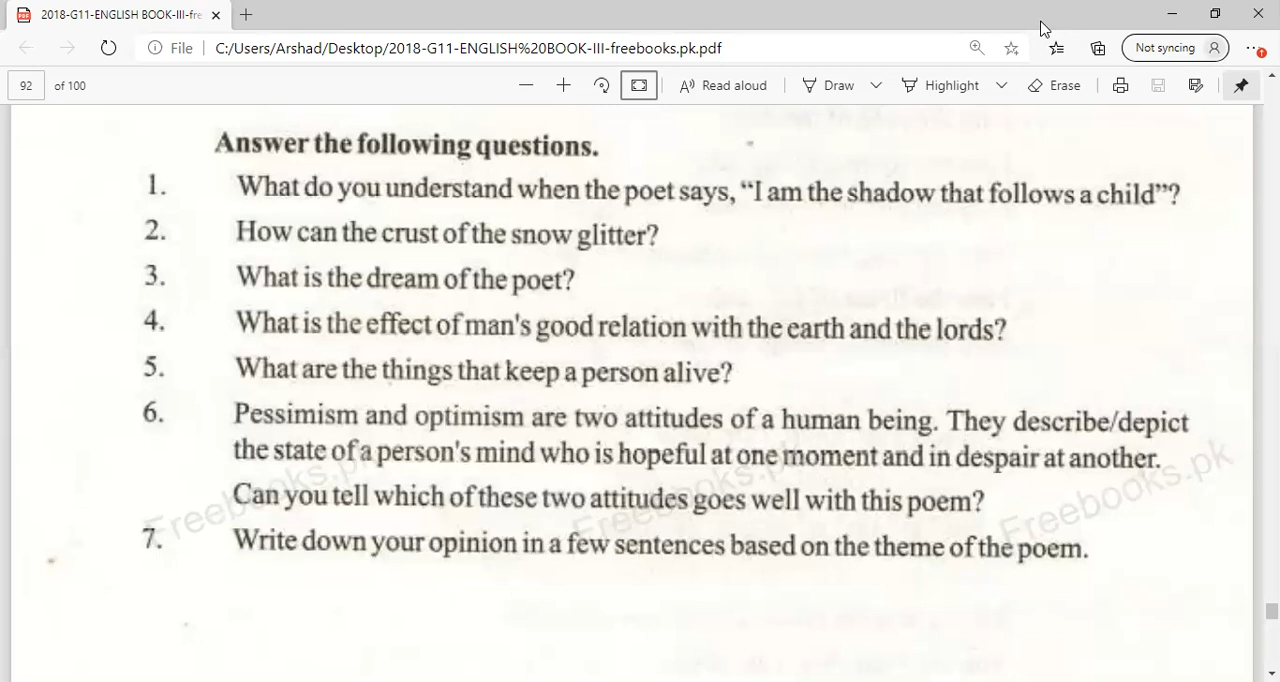 2018-G11-ENGLISH BOOK-III-fre
File
C:/Users/Arshad/Desktop/2018-G11-ENGLISH%20BOOK-III-freebooks.pk.pdf
Not syncing
92 of 100
Read aloud
Draw
Highlight
Erase
Answer the following questions.
1. What do you understand when the poet says, “I am the shadow that follows a child”?
2. How can the crust of the snow glitter?
3. What is the dream of the poet?
4. What is the effect of man's good relation with the earth and the lords?
5. What are the things that keep a person alive?
6. Pessimism and optimism are two attitudes of a human being. They describe/depict
the state of a person's mind who is hopeful at one moment and in despair at another.
Can you tell which of these two attitudes goes well with this poem?
7. Write down your opinion in a few sentences based on the theme of the poem.
Freebooks.pk
Freebooks.pk
Freebooks.pk